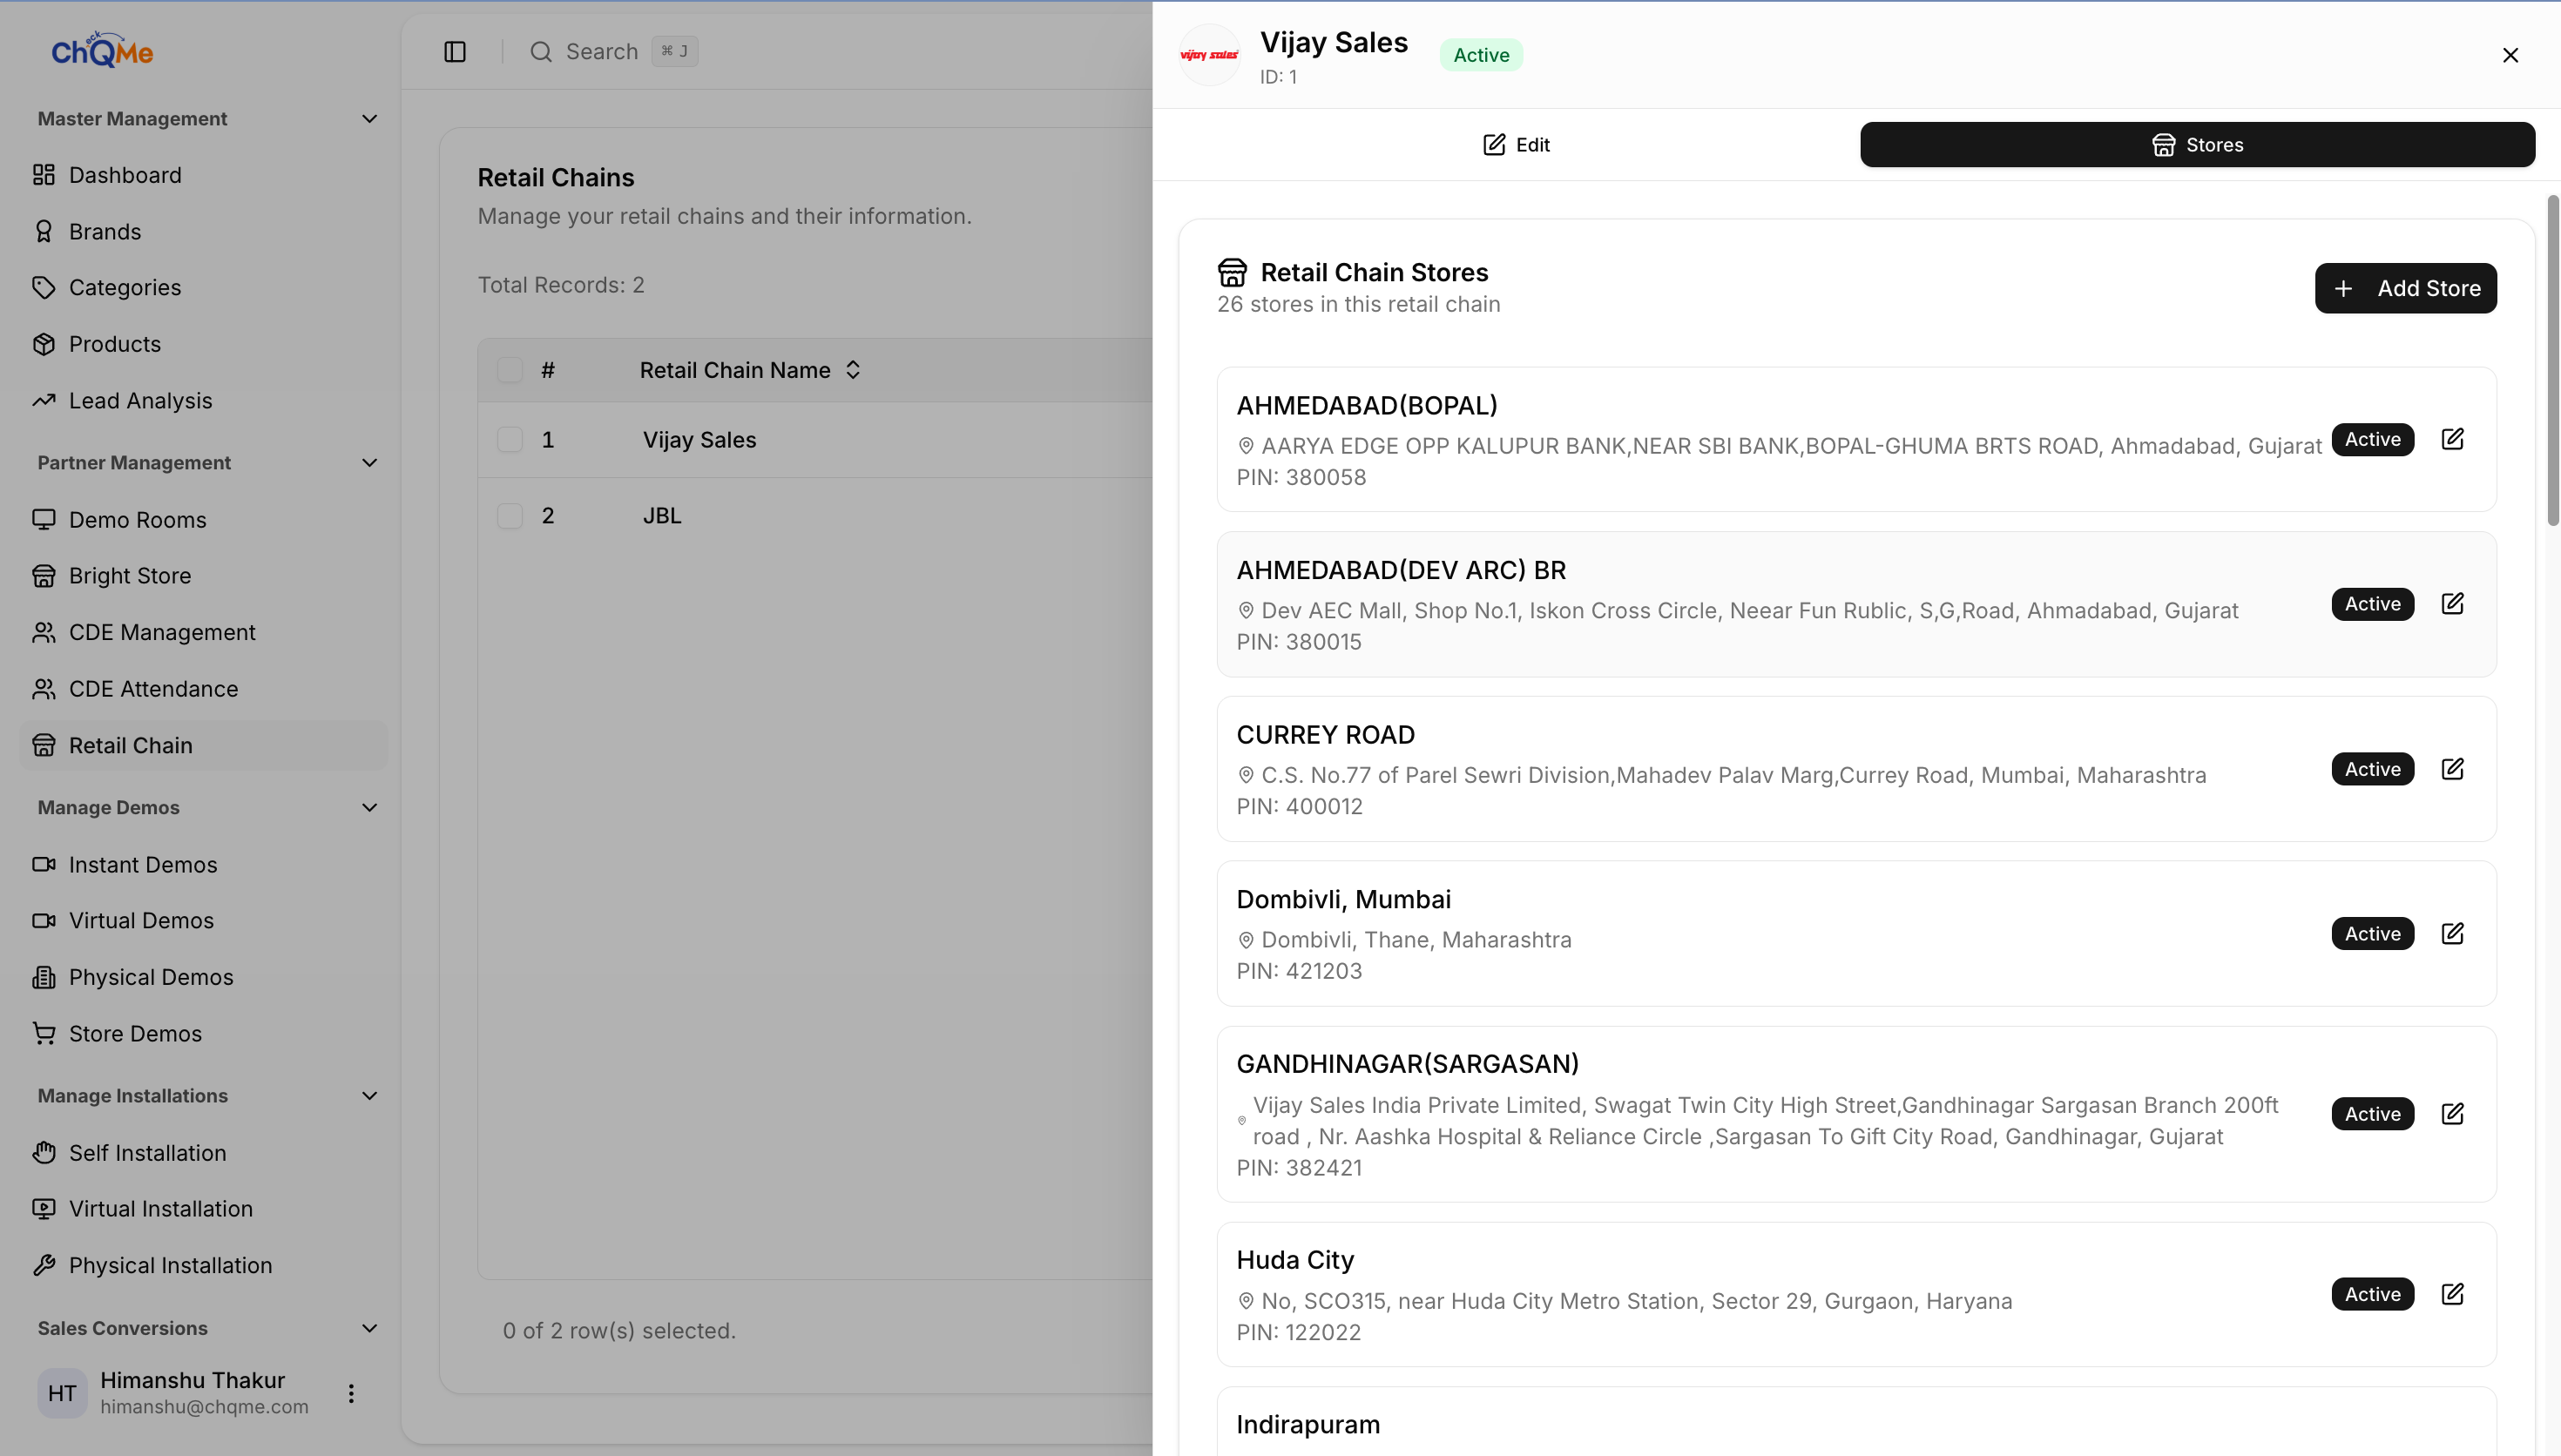 ChQMe
eck
Master Management
Dashboard
Brands
Categories
Products
Lead Analysis
Partner Management
Demo Rooms
Bright Store
CDE Management
CDE Attendance
Retail Chain
Manage Demos
Instant Demos
Virtual Demos
Physical Demos
Store Demos
Manage Installations
Self Installation
Virtual Installation
Physical Installation
Sales Conversions
HT
Himanshu Thakur
himanshu@chqme.com
Search ⌘ J
Retail Chains
Manage your retail chains and their information.
Total Records: 2
# Retail Chain Name
1 Vijay Sales
2 JBL
0 of 2 row(s) selected.
vijay sales
Vijay Sales Active
ID: 1
Edit Stores
Retail Chain Stores
26 stores in this retail chain
Add Store
AHMEDABAD(BOPAL)
AARYA EDGE OPP KALUPUR BANK,NEAR SBI BANK,BOPAL-GHUMA BRTS ROAD, Ahmadabad, Gujarat
PIN: 380058
Active
AHMEDABAD(DEV ARC) BR
Dev AEC Mall, Shop No.1, Iskon Cross Circle, Neear Fun Rublic, S,G,Road, Ahmadabad, Gujarat
PIN: 380015
Active
CURREY ROAD
C.S. No.77 of Parel Sewri Division,Mahadev Palav Marg,Currey Road, Mumbai, Maharashtra
PIN: 400012
Active
Dombivli, Mumbai
Dombivli, Thane, Maharashtra
PIN: 421203
Active
GANDHINAGAR(SARGASAN)
Vijay Sales India Private Limited, Swagat Twin City High Street,Gandhinagar Sargasan Branch 200ft
road , Nr. Aashka Hospital & Reliance Circle ,Sargasan To Gift City Road, Gandhinagar, Gujarat
PIN: 382421
Active
Huda City
No, SCO315, near Huda City Metro Station, Sector 29, Gurgaon, Haryana
PIN: 122022
Active
Indirapuram